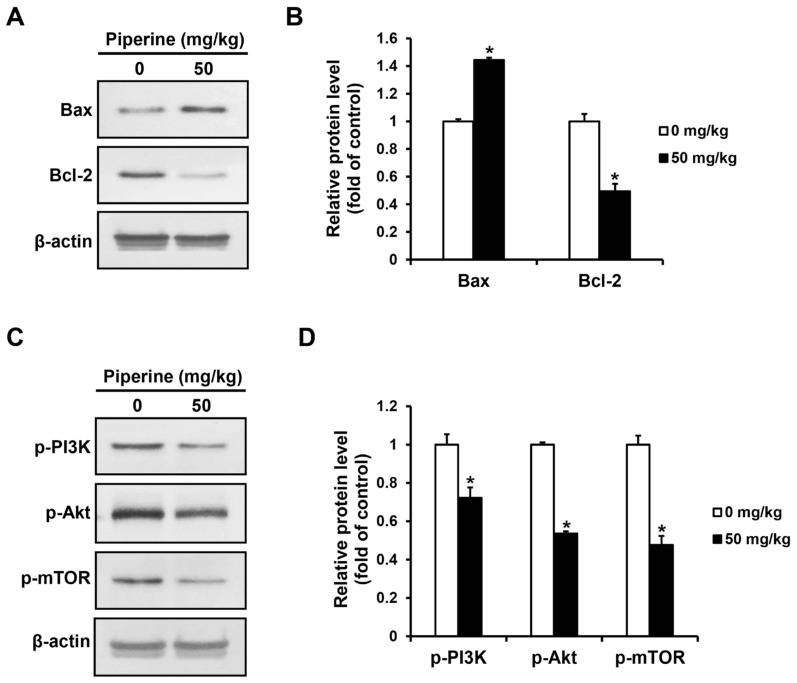 A
Piperine (mg/kg)
0 50
Bax
Bcl-2
β-actin
B
Relative protein level
(fold of control)
1.6
1.4
1.2
1
0.8
0.6
0.4
0.2
0
*
*
Bax Bcl-2
0 mg/kg
50 mg/kg
C
Piperine (mg/kg)
0 50
p-PI3K
p-Akt
p-mTOR
β-actin
D
Relative protein level
(fold of control)
1.2
1
0.8
0.6
0.4
0.2
0
*
*
*
p-PI3K p-Akt p-mTOR
0 mg/kg
50 mg/kg